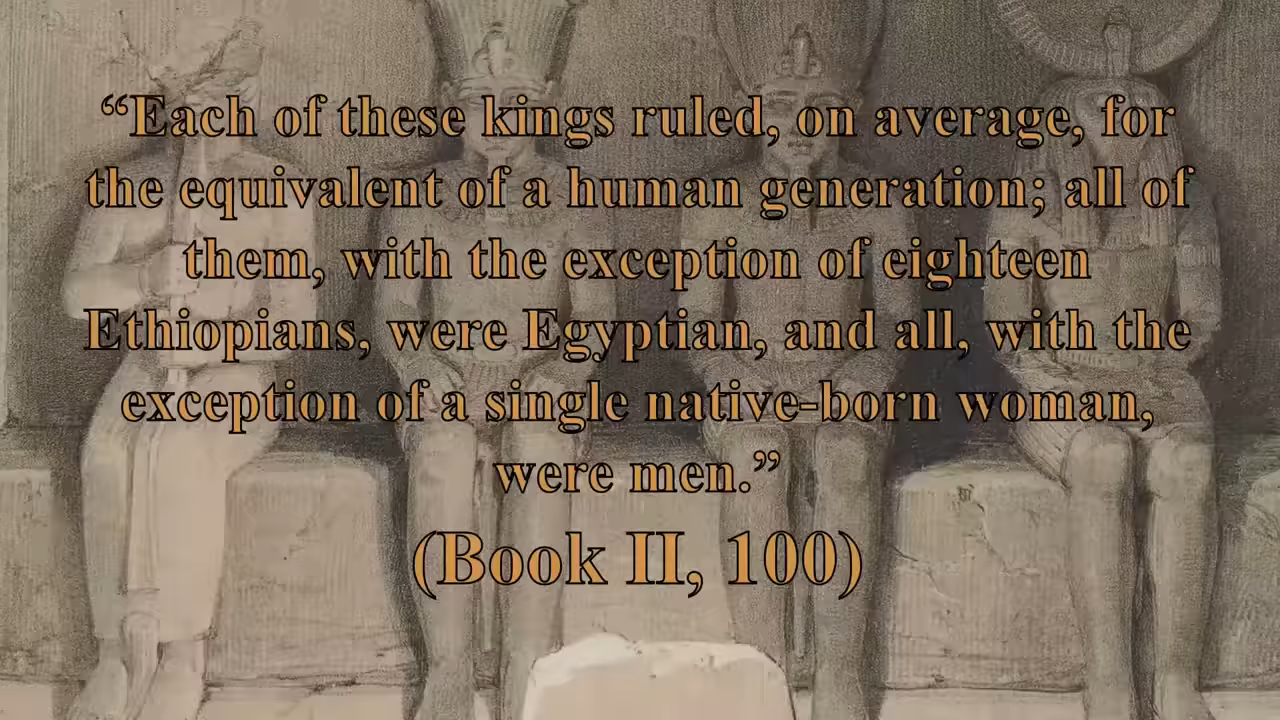 “Each of these kings ruled, on average, for
the equivalent of a human generation; all of
them, with the exception of eighteen
Ethiopians, were Egyptian, and all, with the
exception of a single native-born woman,
were men.”
(Book II, 100)